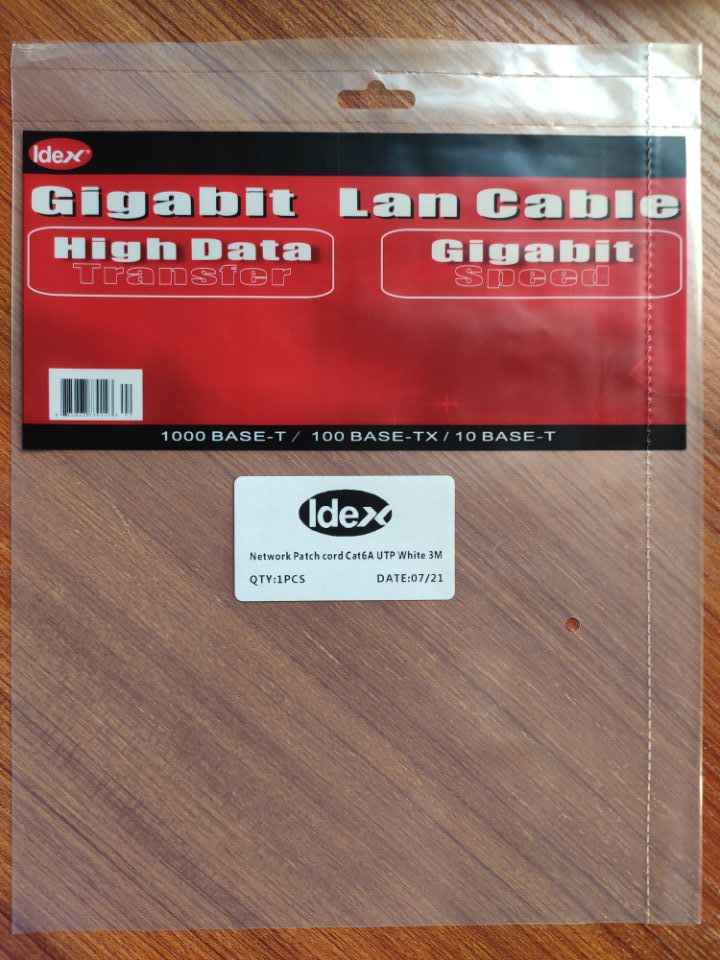 Idex
Gigabit Lan Cable
High Data Gigabit
Transfer Speed
1000 BASE-T / 100 BASE-TX / 10 BASE-T
Idex
Network Patch cord Cat6A UTP White 3M
QTY:1PCS DATE:07/21